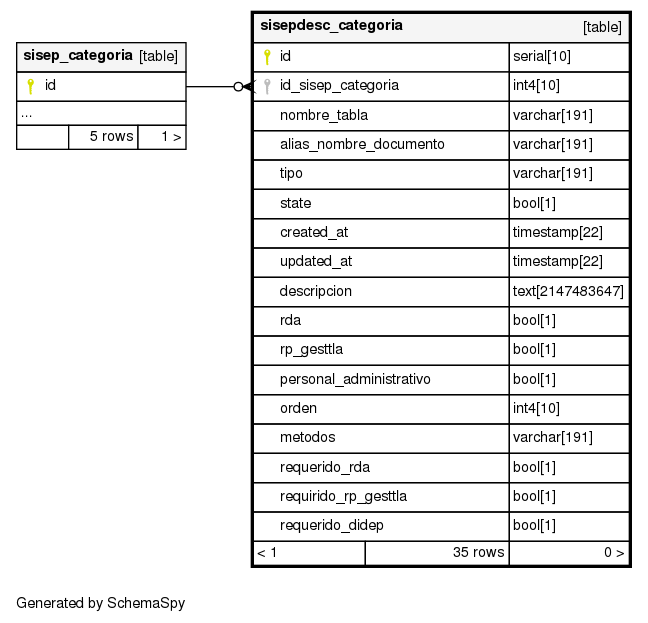 sisep_categoria [table]
id
...
5 rows 1 >
sisepdesc_categoria [table]
id serial[10]
id_sisep_categoria int4[10]
nombre_tabla varchar[191]
alias_nombre_documento varchar[191]
tipo varchar[191]
state bool[1]
created_at timestamp[22]
updated_at timestamp[22]
descripcion text[2147483647]
rda bool[1]
rp_gesttla bool[1]
personal_administrativo bool[1]
orden int4[10]
metodos varchar[191]
requerido_rda bool[1]
requirido_rp_gesttla bool[1]
requerido_didep bool[1]
< 1 35 rows 0 >
Generated by SchemaSpy